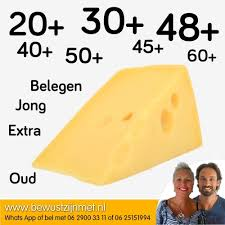 20+ 30+ 48+
40+ 50+ 45+ 60+
Belegen
Jong
Extra
Oud
www.bewustzijnmet.nl
Whats App of bel met 06 2900 33 11 of 06 25151994